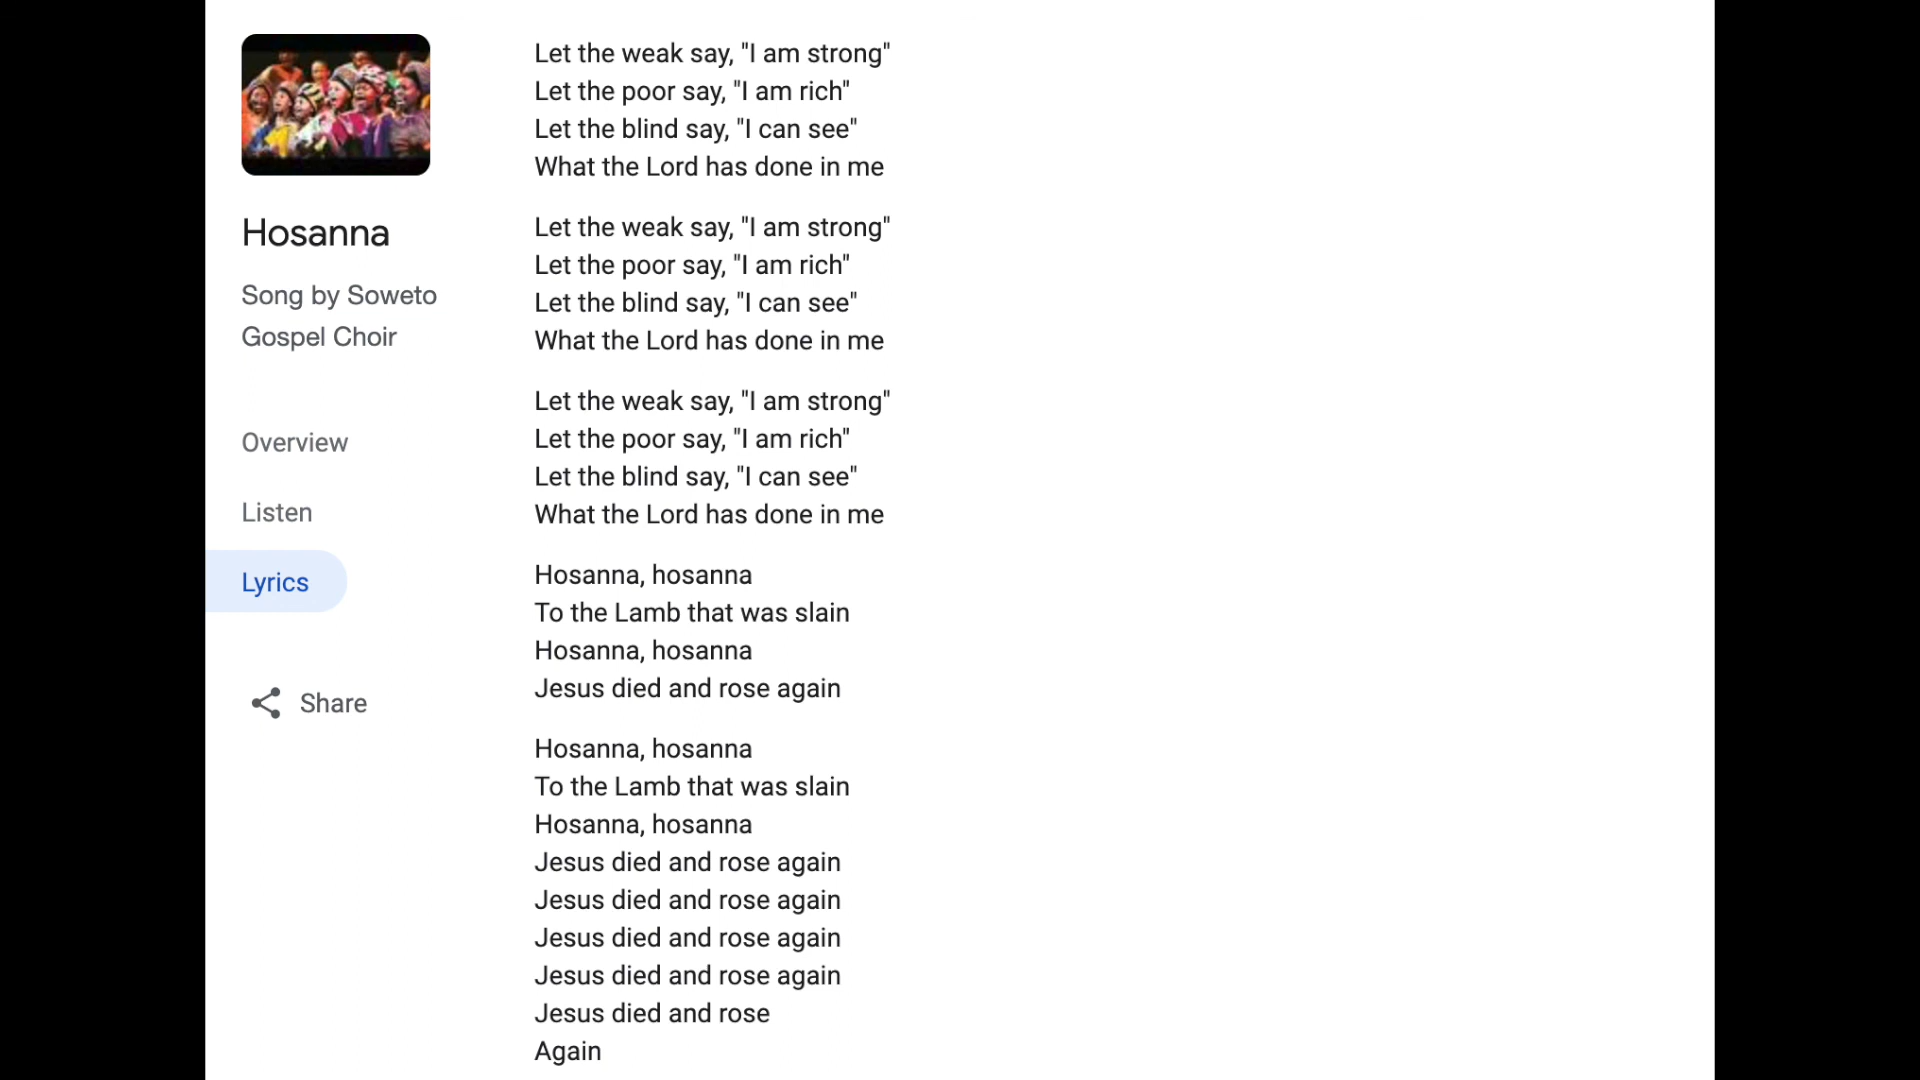 Let the weak say, "I am strong"
Let the poor say, "I am rich"
Let the blind say, "I can see"
What the Lord has done in me
Let the weak say, "I am strong"
Let the poor say, "I am rich"
Let the blind say, "I can see"
What the Lord has done in me
Let the weak say, "I am strong"
Let the poor say, "I am rich"
Let the blind say, "I can see"
What the Lord has done in me
Hosanna, hosanna
To the Lamb that was slain
Hosanna, hosanna
Jesus died and rose again
Hosanna, hosanna
To the Lamb that was slain
Hosanna, hosanna
Jesus died and rose again
Jesus died and rose again
Jesus died and rose again
Jesus died and rose again
Jesus died and rose
Again
Hosanna
Song by Soweto
Gospel Choir
Overview
Listen
Lyrics
Share